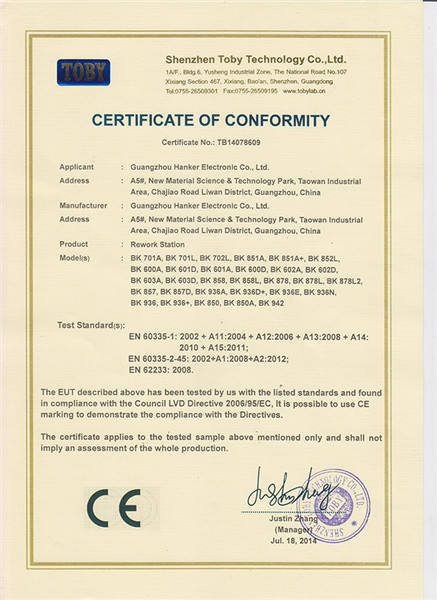 TOBY
Shenzhen Toby Technology Co.,Ltd.
1A/F., Bldg.6, Yusheng Industrial Zone, The National Road No.107
Xixiang Section 467, Xixiang, Bao'an, Shenzhen, Guangdong
Tel:0755-26509301 Fax:0755-26509195 www.tobylab.cn
CERTIFICATE OF CONFORMITY
Certificate No.: TB14078609
Applicant : Guangzhou Hanker Electronic Co., Ltd.
Address : A5#, New Material Science & Technology Park, Taowan Industrial
Area, Chajiao Road Liwan District, Guangzhou, China
Manufacturer : Guangzhou Hanker Electronic Co., Ltd.
Address : A5#, New Material Science & Technology Park, Taowan Industrial
Area, Chajiao Road Liwan District, Guangzhou, China
Product : Rework Station
Model(s) : BK 701A, BK 701L, BK 702L, BK 851A, BK 851A+, BK 852L,
BK 600A, BK 601D, BK 601A, BK 600D, BK 602A, BK 602D,
BK 603A, BK 603D, BK 858, BK 858L, BK 878, BK 878L, BK 878L2,
BK 857, BK 857D, BK 936A, BK 936D+, BK 936E, BK 936N,
BK 936, BK 936+, BK 850, BK 850A, BK 942
Test Standard(s):
EN 60335-1: 2002 + A11:2004 + A12:2006 + A13:2008 + A14:
2010 + A15:2011;
EN 60335-2-45: 2002+A1:2008+A2:2012;
EN 62233: 2008.
The EUT described above has been tested by us with the listed standards and found
in compliance with the Council LVD Directive 2006/95/EC, It is possible to use CE
marking to demonstrate the compliance with the Directives.
The certificate applies to the tested sample above mentioned only and shall not
imply an assessment of the whole production.
CE
Justin Zhang
(Manager)
Jul. 18, 2014
TOBY